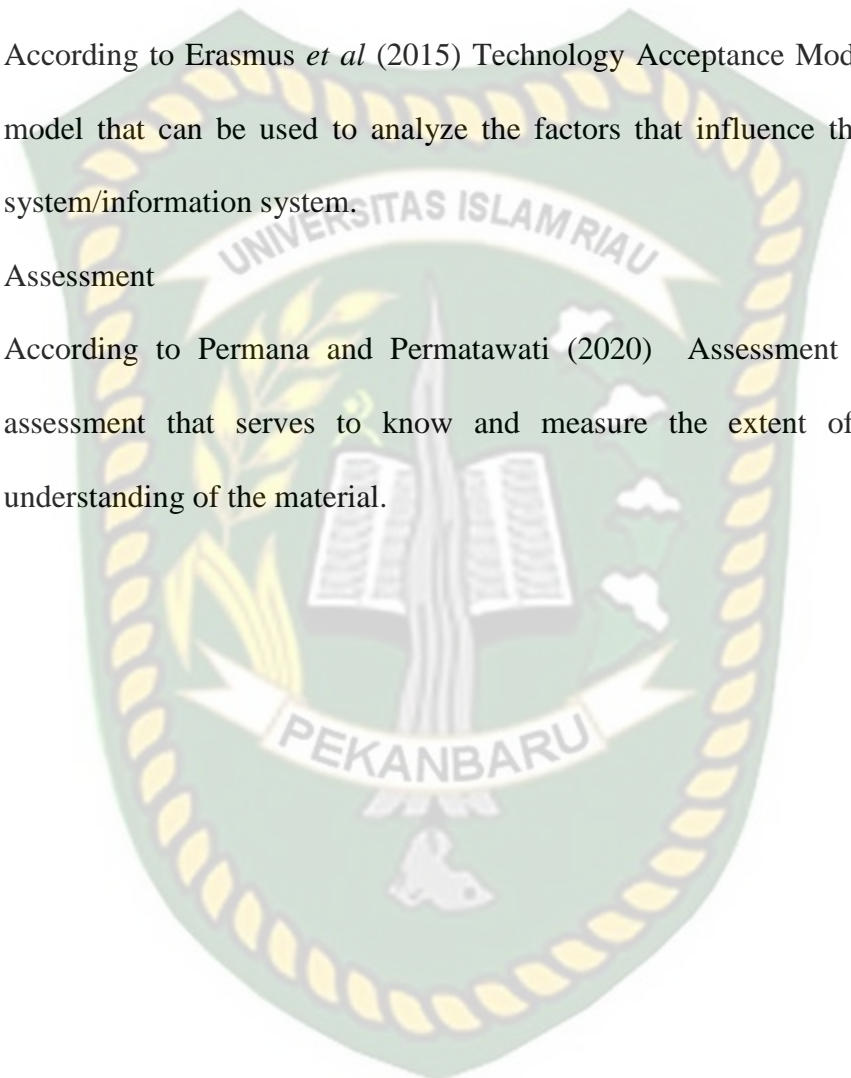 According to Erasmus et al (2015) Technology Acceptance Mod
model that can be used to analyze the factors that influence th
system/information system.
UNIVERSITAS ISLAM RIAU
Assessment
According to Permana and Permatawati (2020) Assessment
assessment that serves to know and measure the extent of
understanding of the material.
PEKANBARU